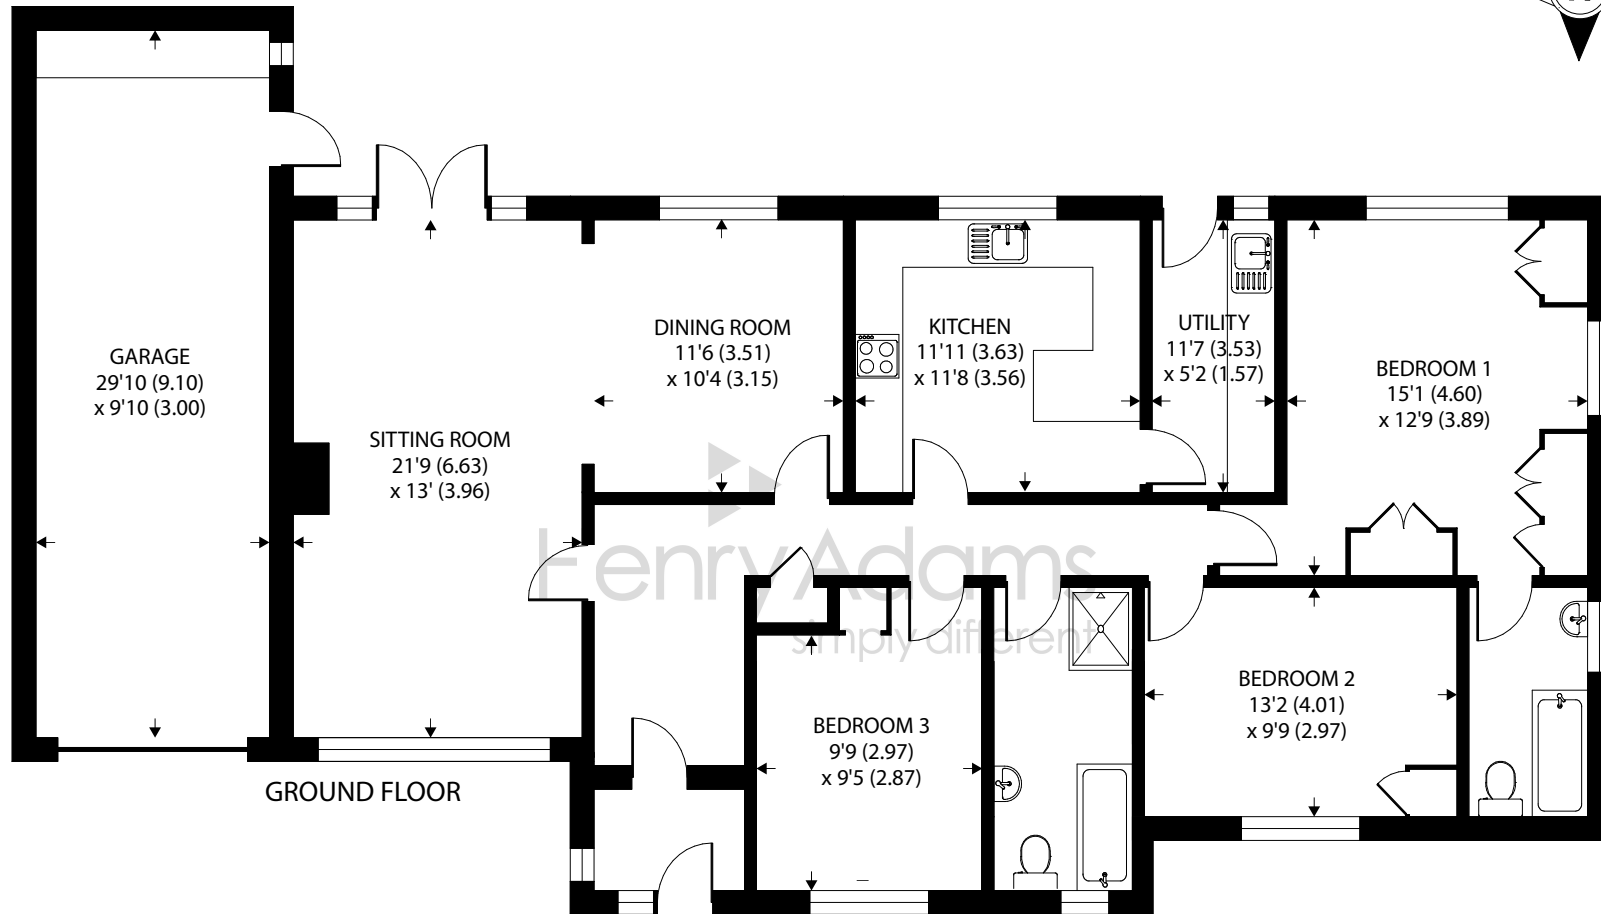 GARAGE
29'10 (9.10)
x 9'10 (3.00)
SITTING ROOM
21'9 (6.63)
x 13' (3.96)
DINING ROOM
11'6 (3.51)
x 10'4 (3.15)
KITCHEN
11'11 (3.63)
x 11'8 (3.56)
UTILITY
11'7 (3.53)
x 5'2 (1.57)
BEDROOM 1
15'1 (4.60)
x 12'9 (3.89)
HenryAdams
simply different
BEDROOM 2
13'2 (4.01)
x 9'9 (2.97)
BEDROOM 3
9'9 (2.97)
x 9'5 (2.87)
GROUND FLOOR